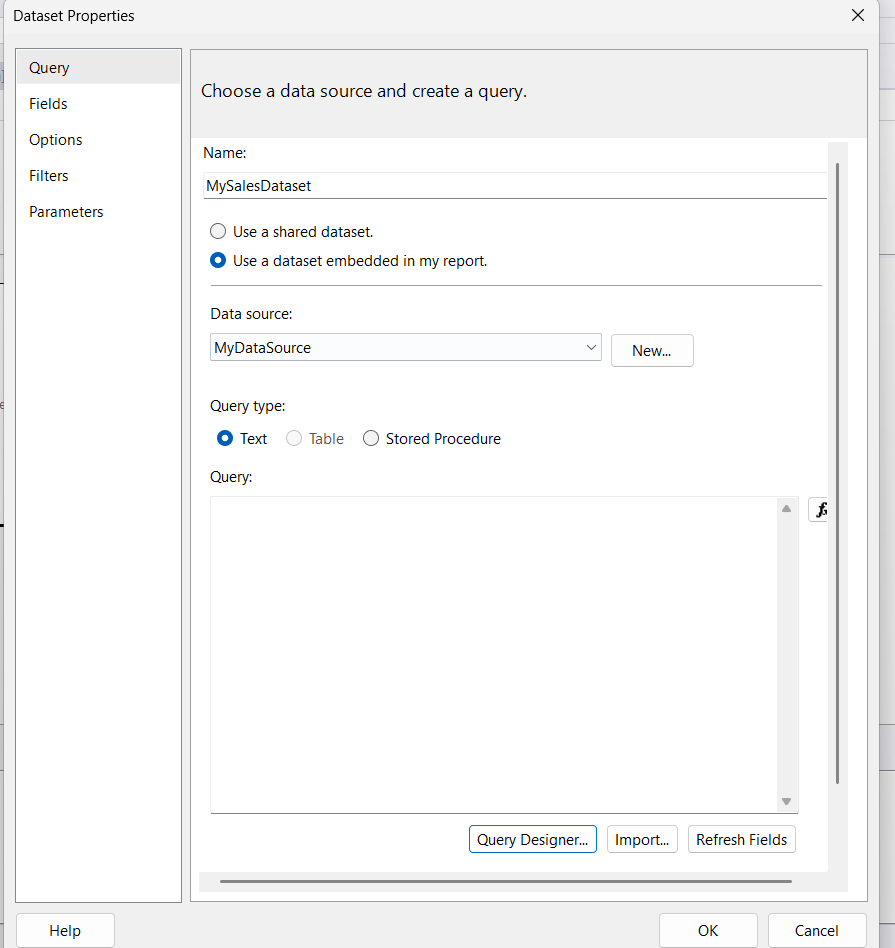 Dataset Properties
Query
Fields
Options
Filters
Parameters
Choose a data source and create a query.
Name:
MySalesDataset
Use a shared dataset.
Use a dataset embedded in my report.
Data source:
MyDataSource
New...
Query type:
Text Table Stored Procedure
Query:
fx
Query Designer... Import... Refresh Fields
Help OK Cancel